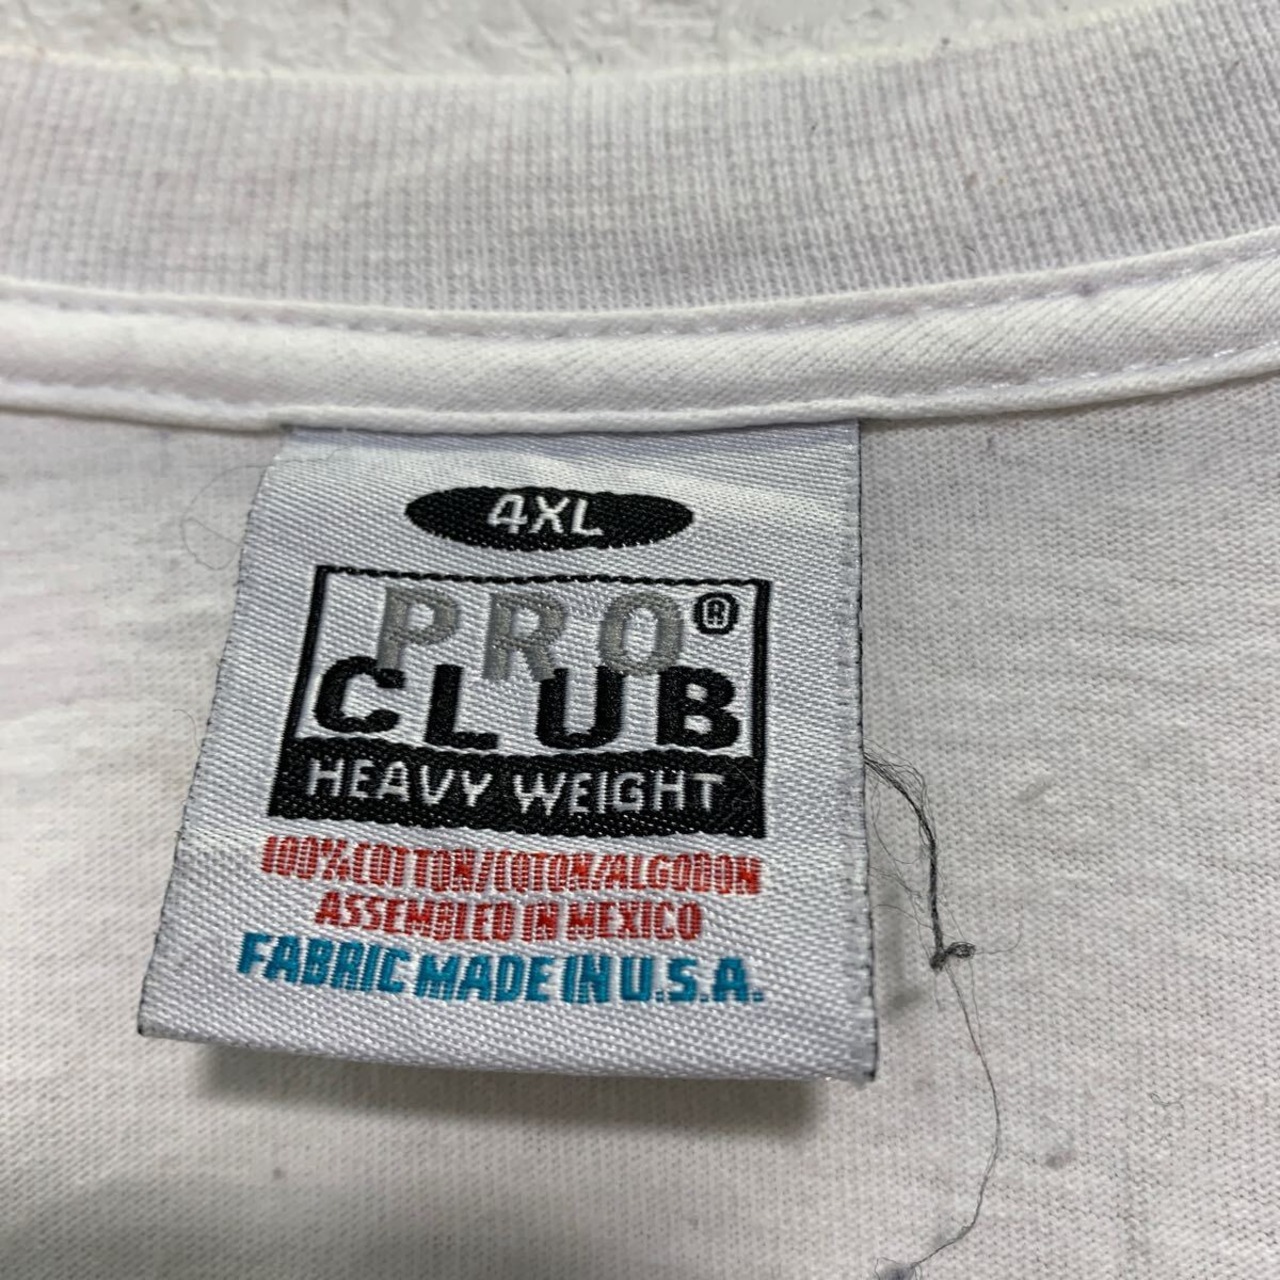 4XL
PRO®
CLUB
HEAVY WEIGHT
100% COTTON/COTON/ALGODON
ASSEMBLED IN MEXICO
FABRIC MADE IN U.S.A.